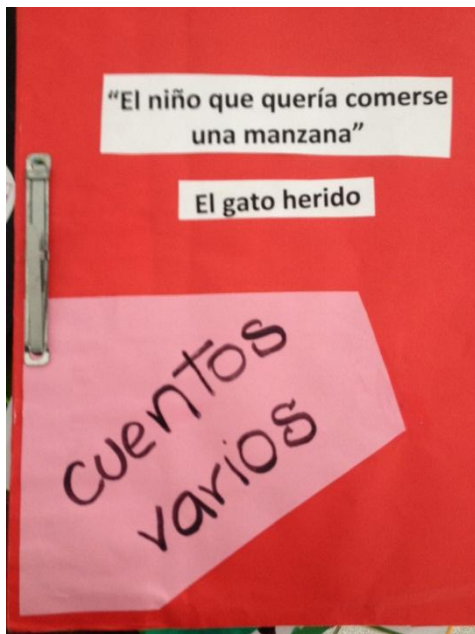 “El niño que quería comerse
una manzana”
El gato herido
cuentos
varios